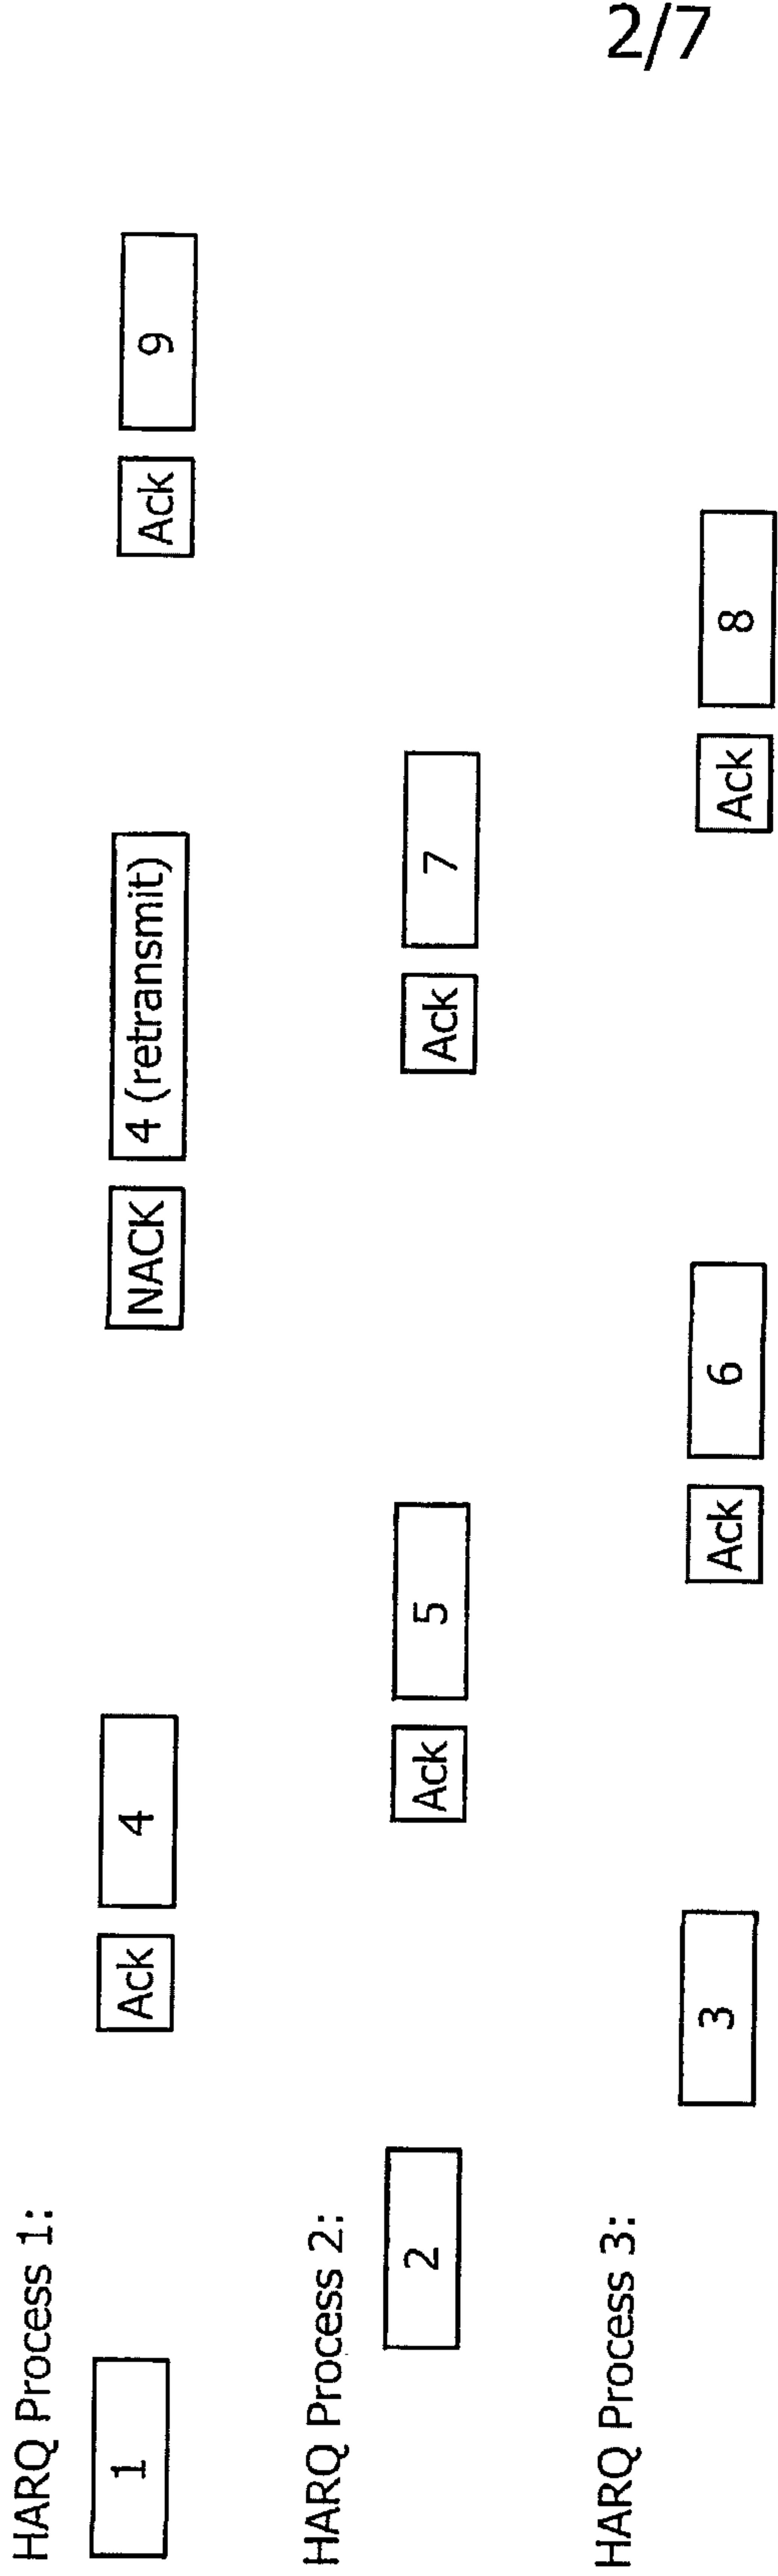 2/7
HARQ Process 1:
1 Ack 4 NACK 4 (retransmit) Ack 9
HARQ Process 2:
2 Ack 5 Ack 7
HARQ Process 3:
3 Ack 6 Ack 8